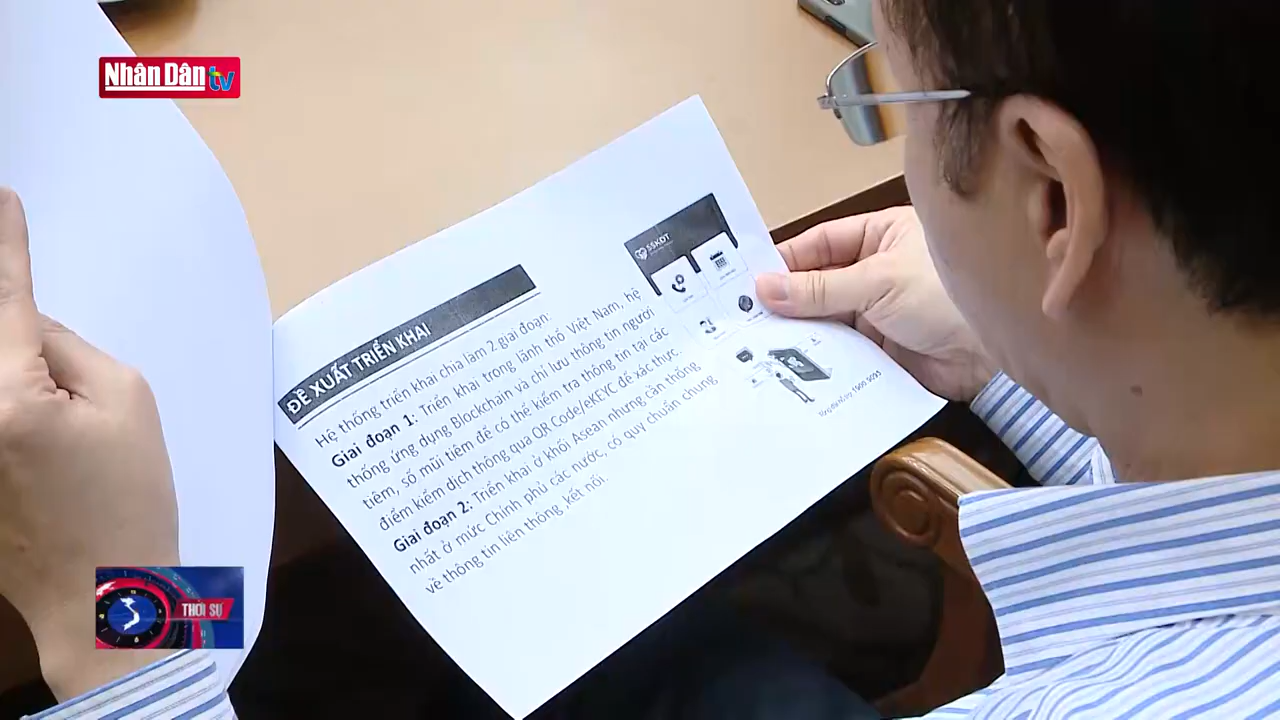 Nhân Dân tv
ĐỀ XUẤT TRIỂN KHAI
Hệ thống triển khai chia làm 2 giai đoạn:
Giai đoạn 1: Triển khai trong lãnh thổ Việt Nam, hệ
thống ứng dụng Blockchain và chỉ lưu thông tin người
tiêm, số mũi tiêm để có thể kiểm tra thông tin tại các
điểm kiểm dịch thông qua QR Code/eKEYC để xác thực.
Giai đoạn 2: Triển khai ở khối Asean nhưng cần thông
nhất ở mức Chính phủ các nước, có quy chuẩn chung
về thông tin liên thông ,kết nối.
SSKDT
THỜI SỰ